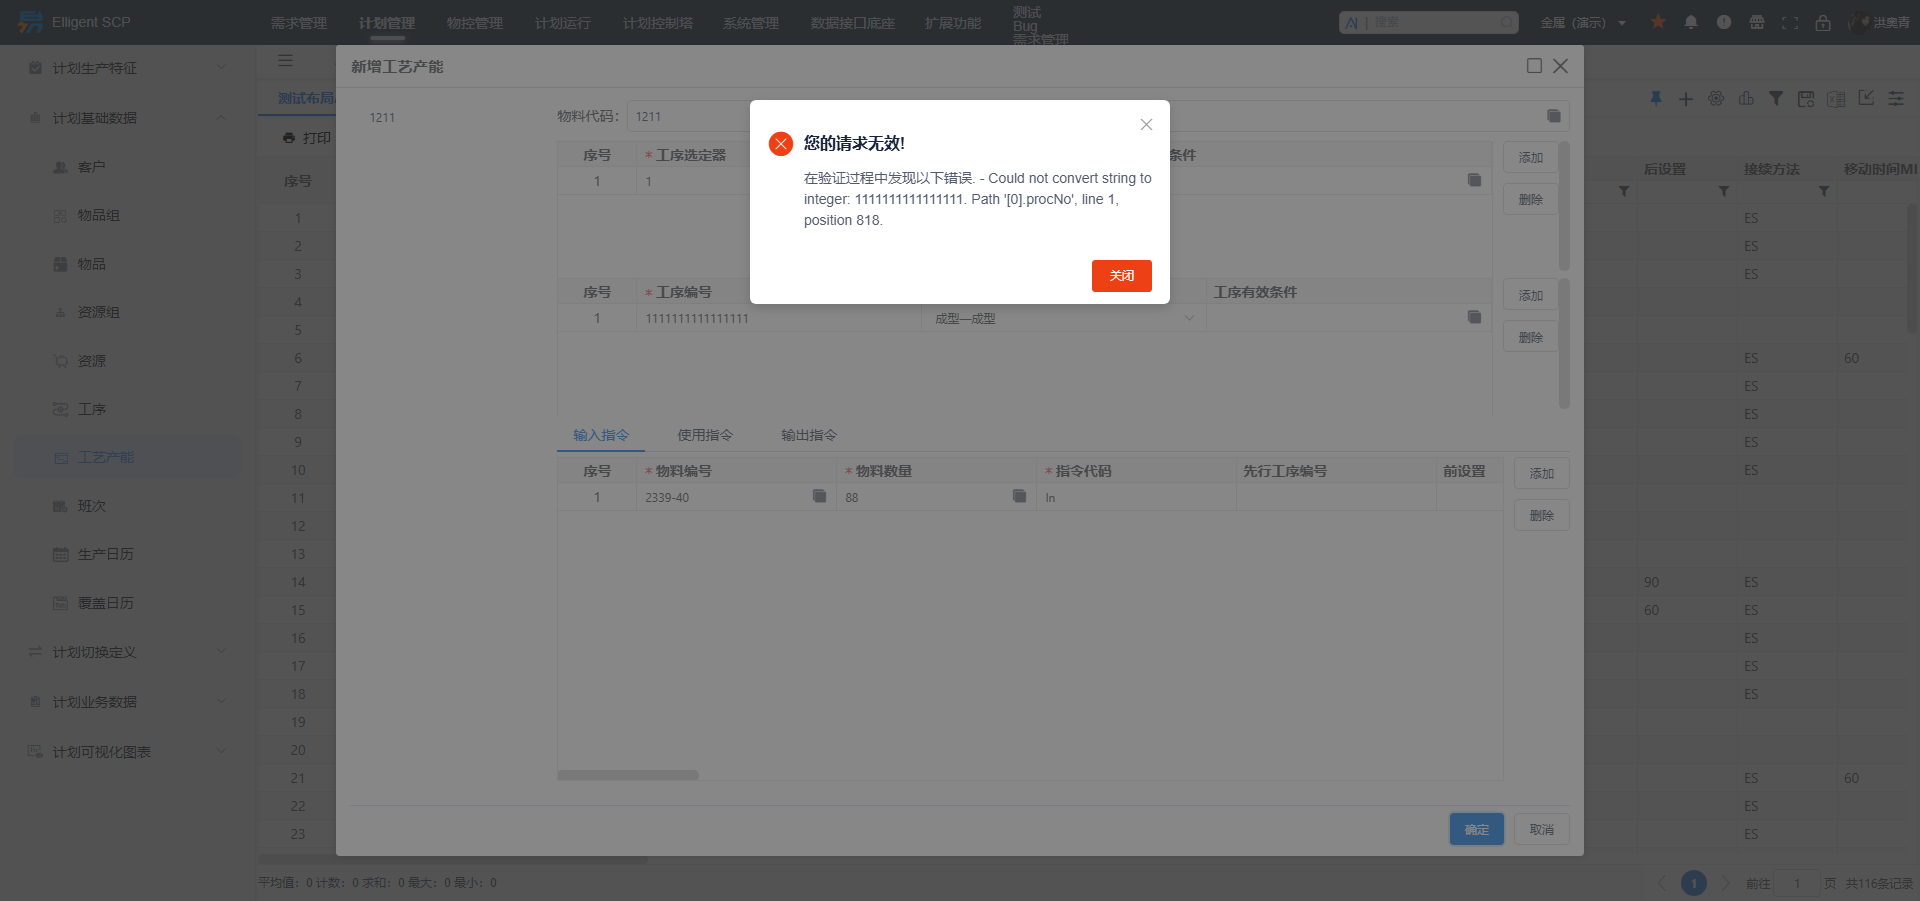 Elligent SCP
需求管理
计划管理
物控管理
计划运行
计划控制塔
系统管理
数据接口底座
扩展功能
测试
Bug
需求管理
AI | 搜索
金属（演示）
洪奥青
计划生产特征
计划基础数据
客户
物品组
物品
资源组
资源
工序
工艺产能
班次
生产日历
覆盖日历
计划切换定义
计划业务数据
计划可视化图表
测试布局
打印
序号
1
2
3
4
5
6
7
8
9
10
11
12
13
14
15
16
17
18
19
20
21
22
23
新增工艺产能
1211
物料代码： 1211
序号 * 工序选定器 条件
1 1
添加
删除
序号 * 工序编号 工序有效条件
1 1111111111111111 成型—成型
添加
删除
输入指令 使用指令 输出指令
序号 * 物料编号 * 物料数量 * 指令代码 先行工序编号 前设置
1 2339-40 88 In
添加
删除
确定 取消
您的请求无效!
在验证过程中发现以下错误. - Could not convert string to
integer: 1111111111111111. Path '[0].procNo', line 1,
position 818.
关闭
后设置 接续方法 移动时间MI
ES
ES
ES
ES 60
ES
ES
ES
ES
90 ES
60 ES
ES
ES
ES
ES 60
ES
ES
平均值：0 计数：0 求和：0 最大：0 最小：0
1 前往 1 页 共116条记录